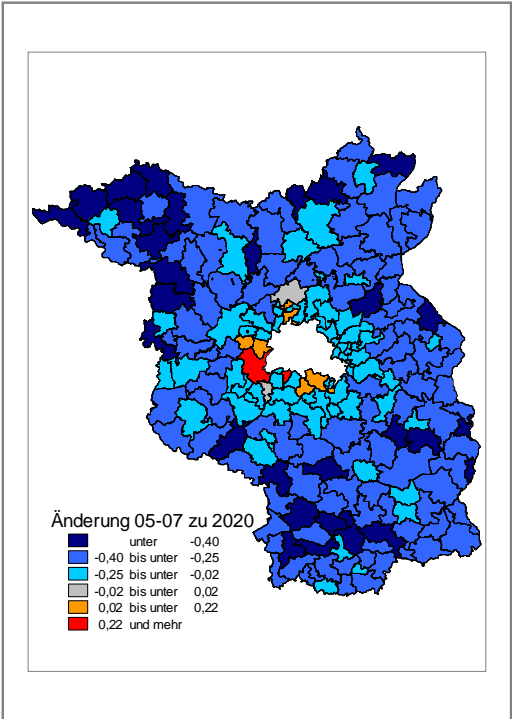 Änderung 05-07 zu 2020
unter -0,40
-0,40 bis unter -0,25
-0,25 bis unter -0,02
-0,02 bis unter 0,02
0,02 bis unter 0,22
0,22 und mehr